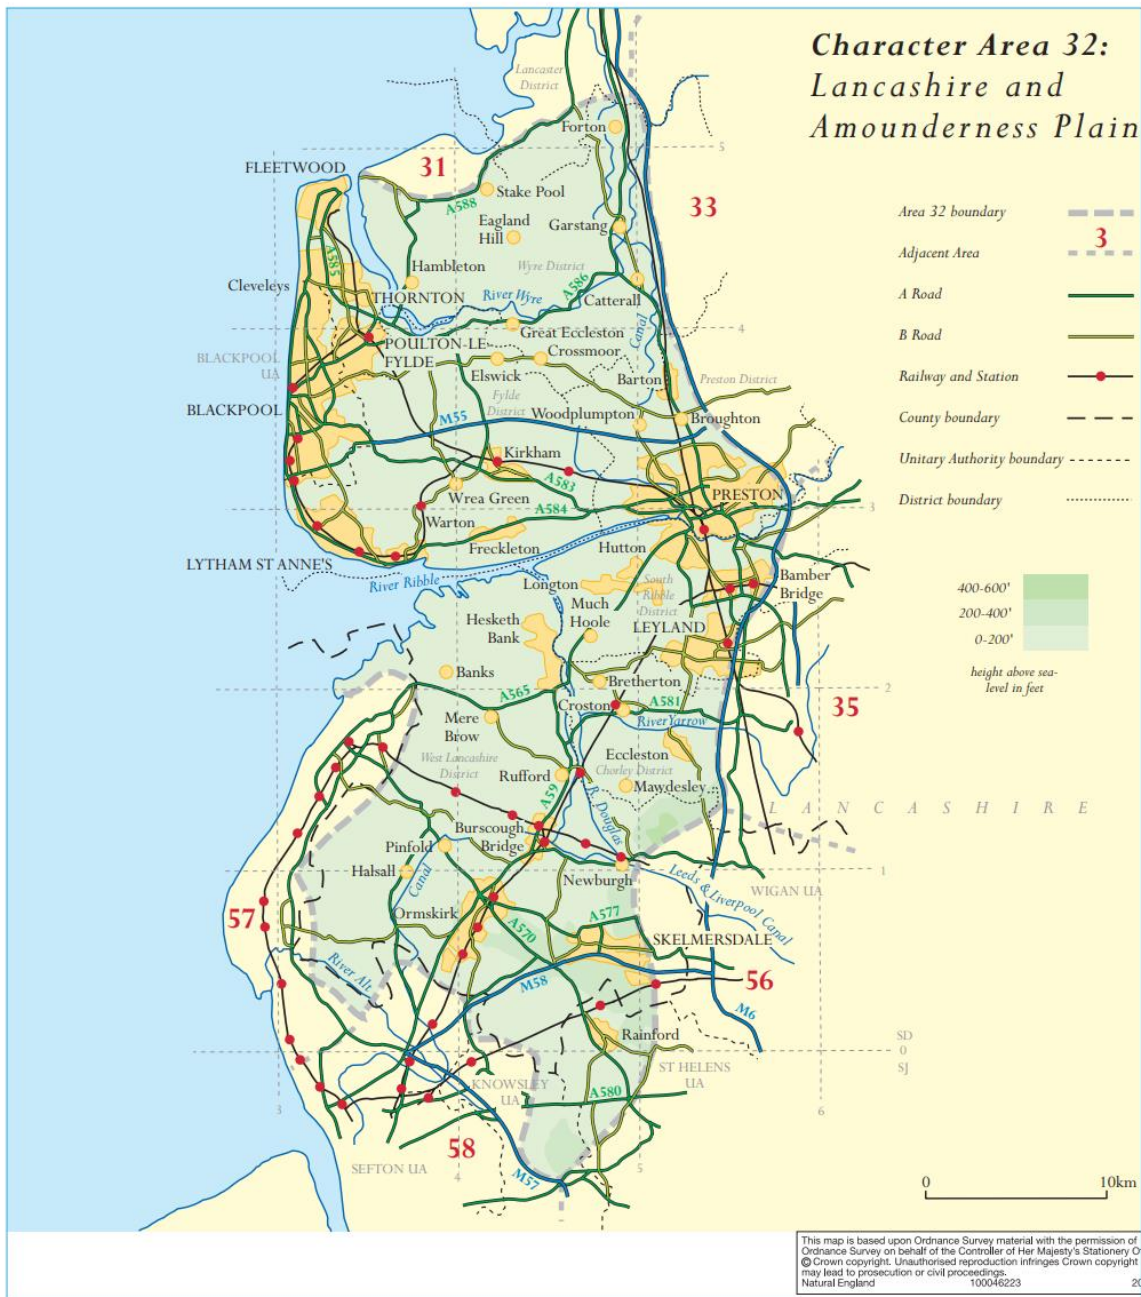 Character Area 32:
Lancashire and
Amounderness Plain
Area 32 boundary
3
Adjacent Area
A Road
B Road
Railway and Station
County boundary
Unitary Authority boundary
District boundary
400-600'
200-400'
0-200'
height above sea-
level in feet
Lancaster
District
Forton
5
FLEETWOOD
31
Stake Pool
A588
33
Eagland
Hill
Garstang
A585
Hambleton
Wyre District
Cleveleys
THORNTON
River Wyre
A586
Catterall
Canal
4
Great Eccleston
POULTON-LE
FYLDE
Crossmoor
BLACKPOOL
UA
Elswick
Barton
Preston District
Fylde
District
BLACKPOOL
Woodplumpton
Broughton
M55
Kirkham
A583
PRESTON
Wrea Green
A584
3
Warton
Freckleton
Hutton
LYTHAM ST ANNE'S
River Ribble
Longton
South
Ribble
District
Bamber
Bridge
Much
Hoole
Hesketh
Bank
LEYLAND
Banks
Bretherton
2
A565
A581
35
Croston
River Yarrow
Mere
Brow
West Lancashire
District
Eccleston
Rufford
Chorley District
Mawdesley
A59
R. Douglas
LANCASHIRE
Burscough
Bridge
Pinfold
Halsall
Canal
Newburgh
1
WIGAN UA
Leeds & Liverpool Canal
57
Ormskirk
A577
A570
SKELMERSDALE
River Alt
M58
56
M6
Rainford
SD
0
SJ
ST HELENS
UA
KNOWSLEY
UA
A580
3
6
58
SEFTON UA
4
5
M57
0
10km
This map is based upon Ordnance Survey material with the permission of
Ordnance Survey on behalf of the Controller of Her Majesty's Stationery
© Crown copyright. Unauthorised reproduction infringes Crown copyright
may lead to prosecution or civil proceedings.
Natural England 100046223